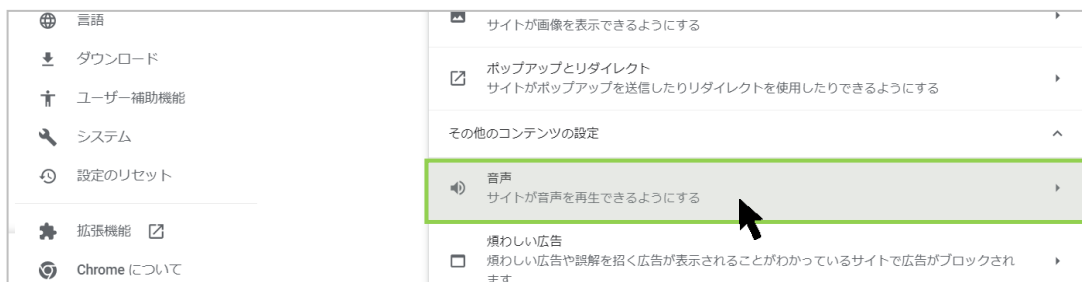 言語
ダウンロード
ユーザー補助機能
システム
設定のリセット
拡張機能
Chrome について
サイトが画像を表示できるようにする
ポップアップとリダイレクト
サイトがポップアップを送信したりリダイレクトを使用したりできるようにする
その他のコンテンツの設定
音声
サイトが音声を再生できるようにする
煩わしい広告
煩わしい広告や誤解を招く広告が表示されることがわかっているサイトで広告がブロックされ
ます